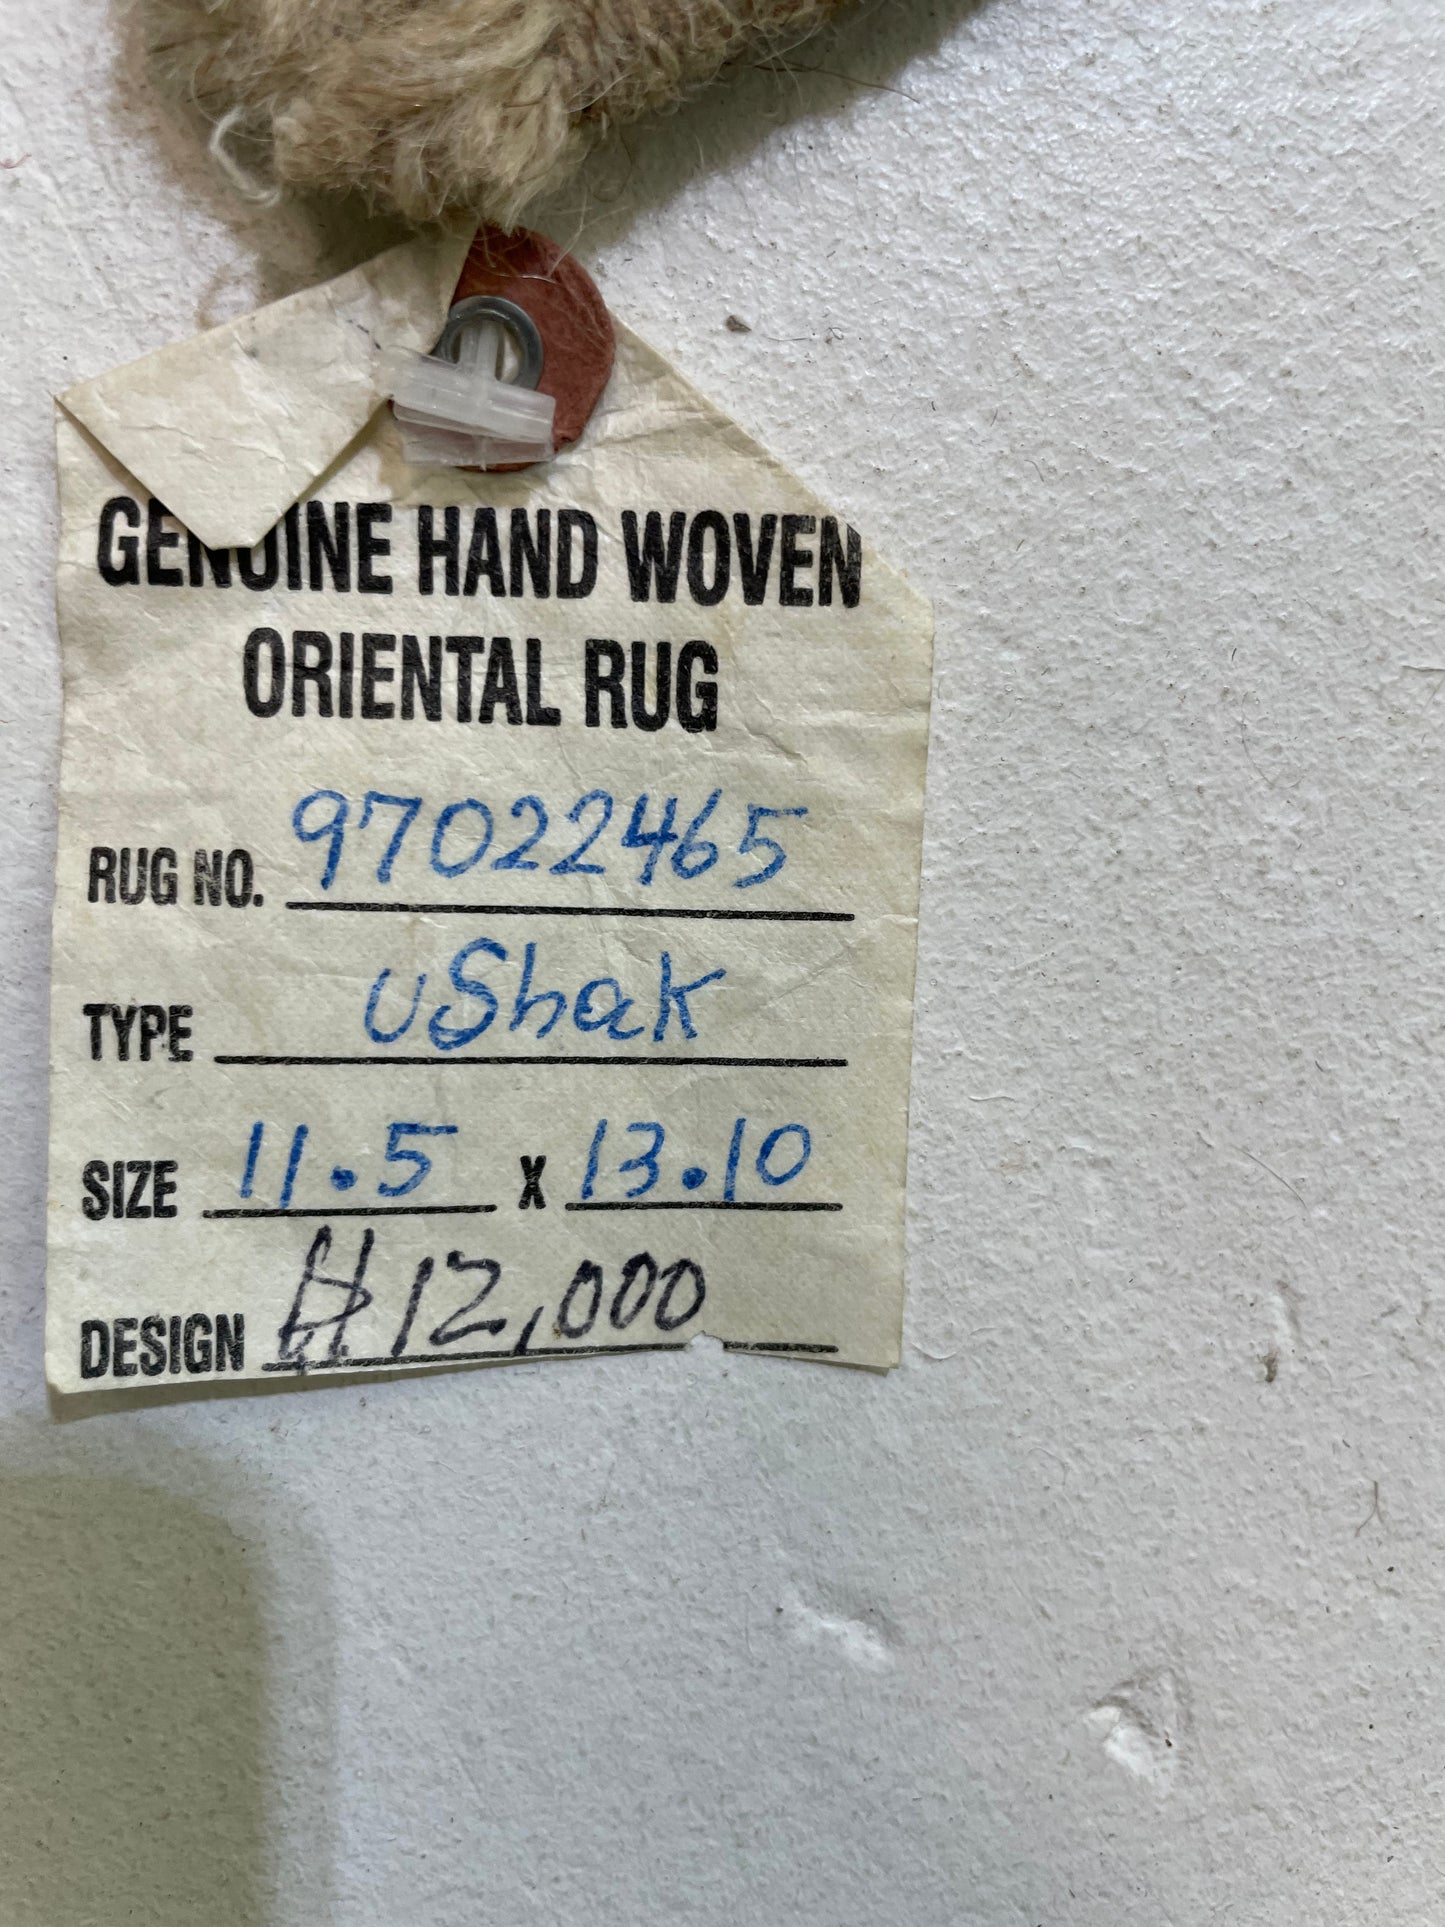 GENUINE HAND WOVEN
ORIENTAL RUG
RUG NO. 97022465
TYPE uShak
SIZE 11.5 X 13.10
DESIGN 12,000